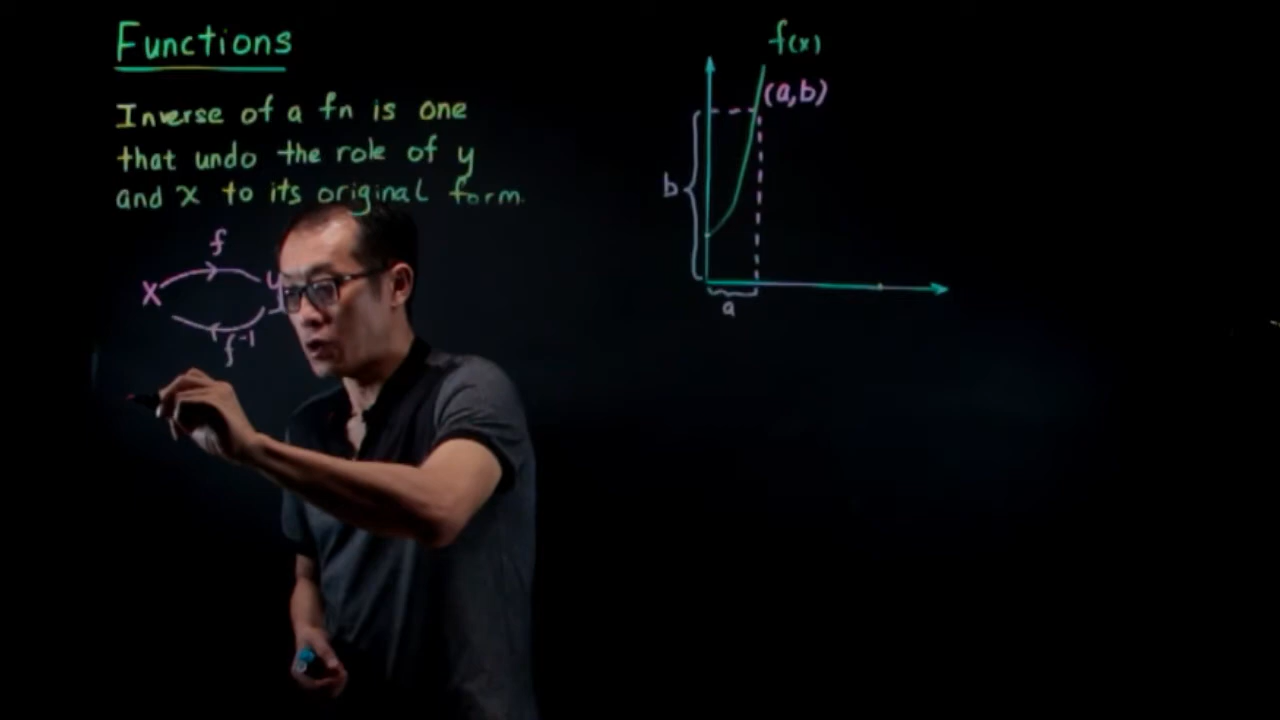 Functions
Inverse of a fn is one
that undo the role of y
and x to its original form.
f
x y
f⁻¹
f(x)
(a,b)
b
a